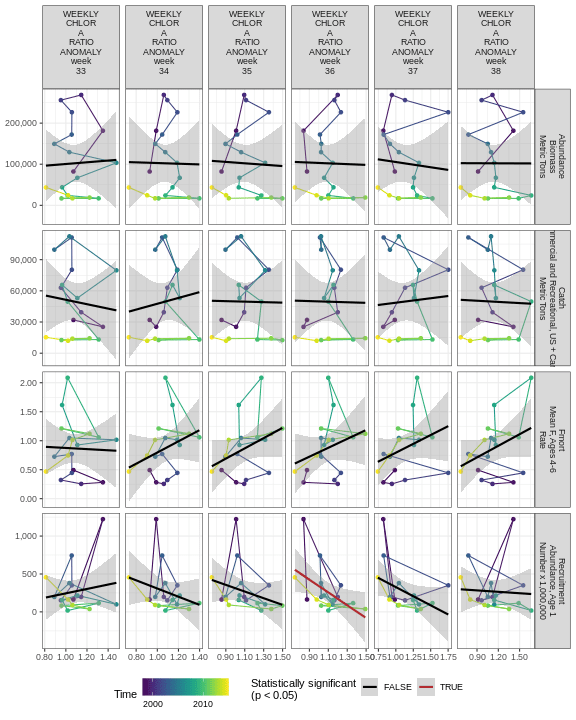 WEEKLY
CHLOR
A
RATIO
ANOMALY
week
33
WEEKLY
CHLOR
A
RATIO
ANOMALY
week
34
WEEKLY
CHLOR
A
RATIO
ANOMALY
week
35
WEEKLY
CHLOR
A
RATIO
ANOMALY
week
36
WEEKLY
CHLOR
A
RATIO
ANOMALY
week
37
WEEKLY
CHLOR
A
RATIO
ANOMALY
week
38
200,000
100,000
0
Abundance
Biomass
Metric Tons
90,000
60,000
30,000
0
Catch
mmercial and Recreational, US + Can
Metric Tons
2.00
1.50
1.00
0.50
0.00
Fmort
Mean F, Ages 4-6
Rate
1,000
500
0
Recruitment
Abundance, Age 1
Number x 1,000,000
0.80 1.00 1.20 1.40
0.80 1.00 1.20 1.40
0.70 0.90 1.10 1.30 1.50
0.70 0.90 1.10 1.30 1.50
0.75 1.00 1.25 1.50 1.75
0.90 1.10 1.30 1.50
Time
2000 2010
Statistically significant
(p < 0.05)
FALSE
TRUE